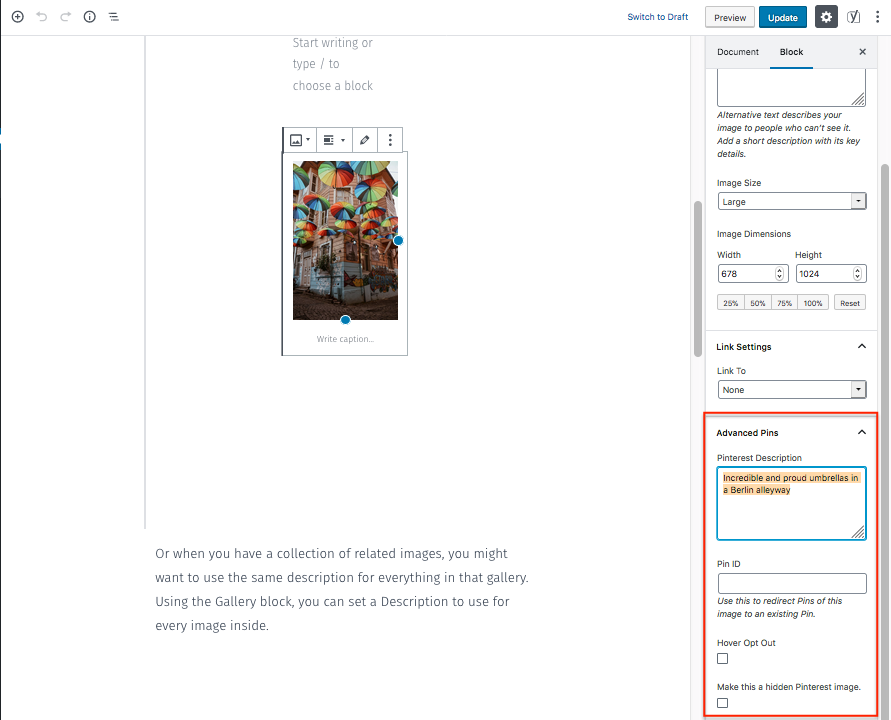 Switch to Draft
Preview
Update
Start writing or
type / to
choose a block
Write caption...
Or when you have a collection of related images, you might
want to use the same description for everything in that gallery.
Using the Gallery block, you can set a Description to use for
every image inside.
Document
Block
Alternative text describes your
image to people who can't see it.
Add a short description with its key
details.
Image Size
Large
Image Dimensions
Width
Height
678
1024
25%
50%
75%
100%
Reset
Link Settings
Link To
None
Advanced Pins
Pinterest Description
Incredible and proud umbrellas in
a Berlin alleyway
Pin ID
Use this to redirect Pins of this
image to an existing Pin.
Hover Opt Out
Make this a hidden Pinterest image.